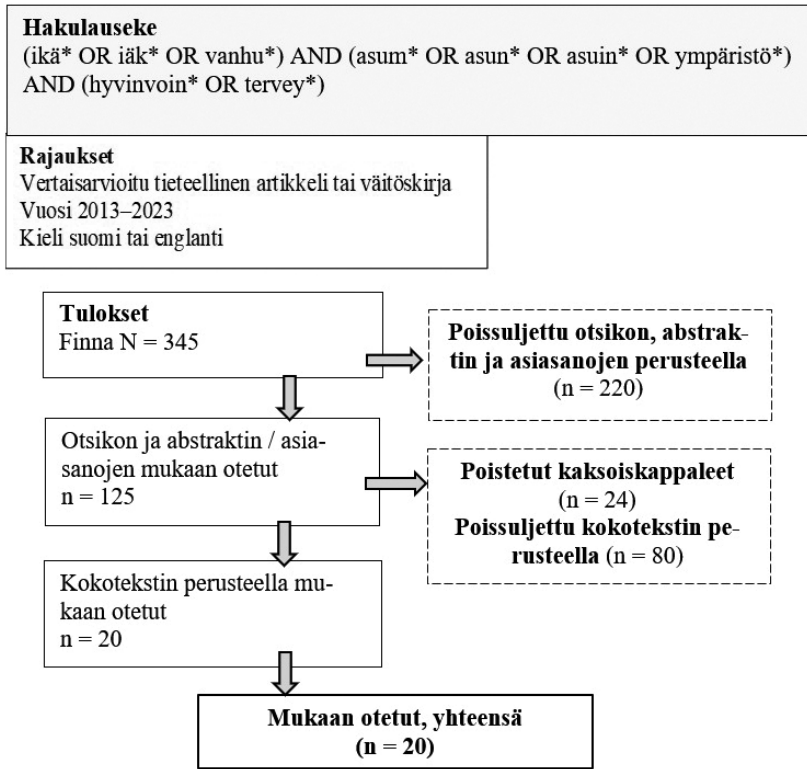 Hakulauseke
(ikä* OR iäk* OR vanhu*) AND (asum* OR asun* OR asuin* OR ympäristö*)
AND (hyvinvoin* OR tervey*)
Rajaukset
Vertaisarvioitu tieteellinen artikkeli tai väitöskirja
Vuosi 2013–2023
Kieli suomi tai englanti
Tulokset
Finna N = 345
Poissuljettu otsikon, abstrak-
tin ja asiasanojen perusteella
(n = 220)
Otsikon ja abstraktin / asia-
sanojen mukaan otetut
n = 125
Poistetut kaksoiskappaleet
(n = 24)
Poissuljettu kokotekstin pe-
rusteella (n = 80)
Kokotekstin perusteella mu-
kaan otetut
n = 20
Mukaan otetut, yhteensä
(n = 20)